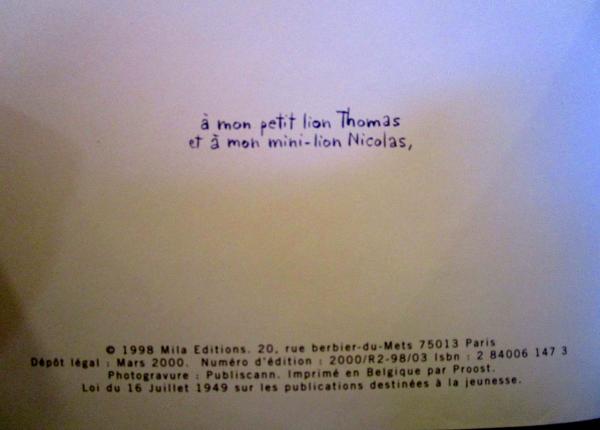 à mon petit lion Thomas
et à mon mini-lion Nicolas,
© 1998 Mila Editions. 20, rue berbier-du-Mets 75013 Paris
Dépôt légal : Mars 2000. Numéro d'édition : 2000/R2-98/03 Isbn : 2 84006 147 3
Photogravure : Publiscann. Imprimé en Belgique par Proost.
Loi du 16 Juillet 1949 sur les publications destinées à la jeunesse.